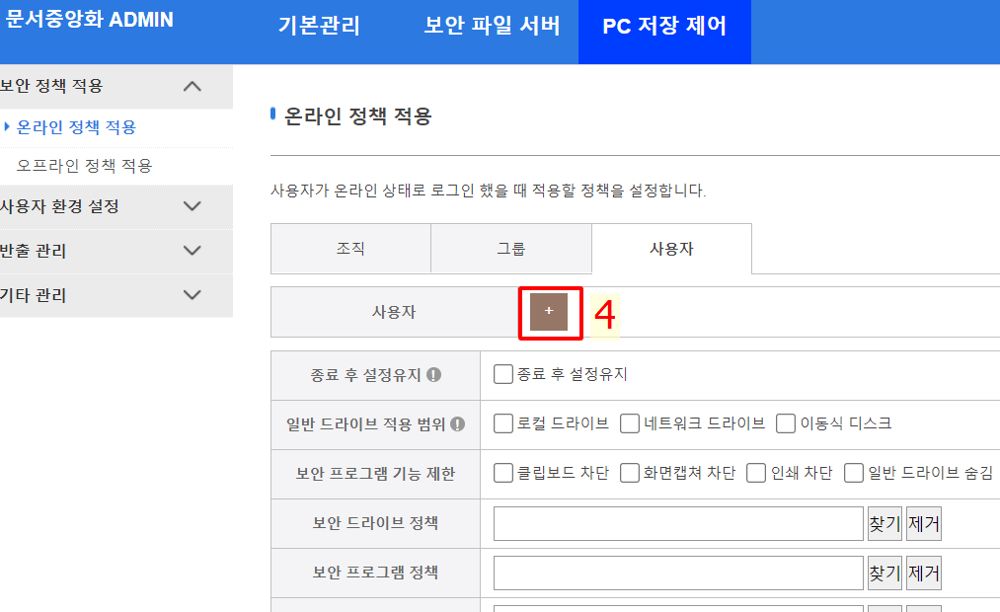 문서중앙화 ADMIN
기본관리 보안 파일 서버 PC 저장 제어
보안 정책 적용
온라인 정책 적용
오프라인 정책 적용
사용자 환경 설정
반출 관리
기타 관리
온라인 정책 적용
사용자가 온라인 상태로 로그인 했을 때 적용할 정책을 설정합니다.
조직 그룹 사용자
사용자 + 4
종료 후 설정유지 ! 종료 후 설정유지
일반 드라이브 적용 범위 ! 로컬 드라이브 네트워크 드라이브 이동식 디스크
보안 프로그램 기능 제한 클립보드 차단 화면캡쳐 차단 인쇄 차단 일반 드라이브 숨김
보안 드라이브 정책 찾기 제거
보안 프로그램 정책 찾기 제거